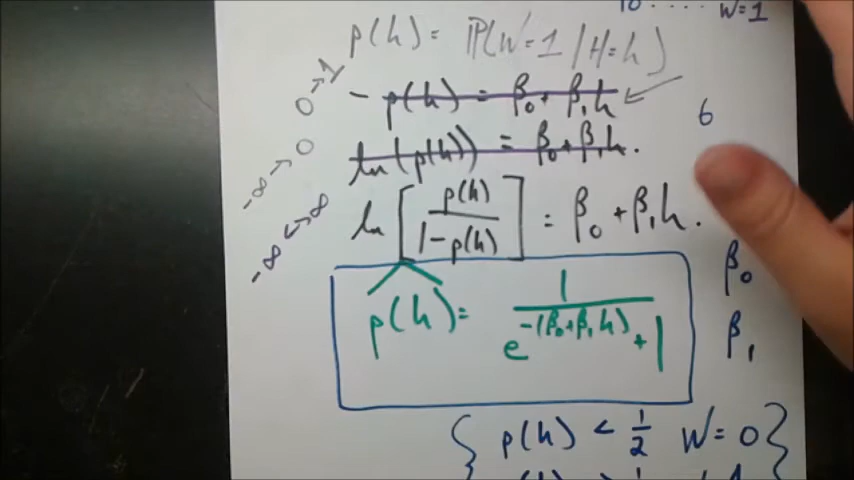 10 ..... W=1
p(h) = P(W=1 | H=h)
0 → 1 - p(h) = β₀ + β₁h
-∞ → 0 ln(p(h)) = β₀ + β₁h.
6
-∞ <-> ∞ ln [ p(h) / 1-p(h) ] = β₀ + β₁h.
p(h) = 1 / e^-(β₀+β₁h) + 1
β₀
β₁
{ p(h) < 1/2 W=0 }